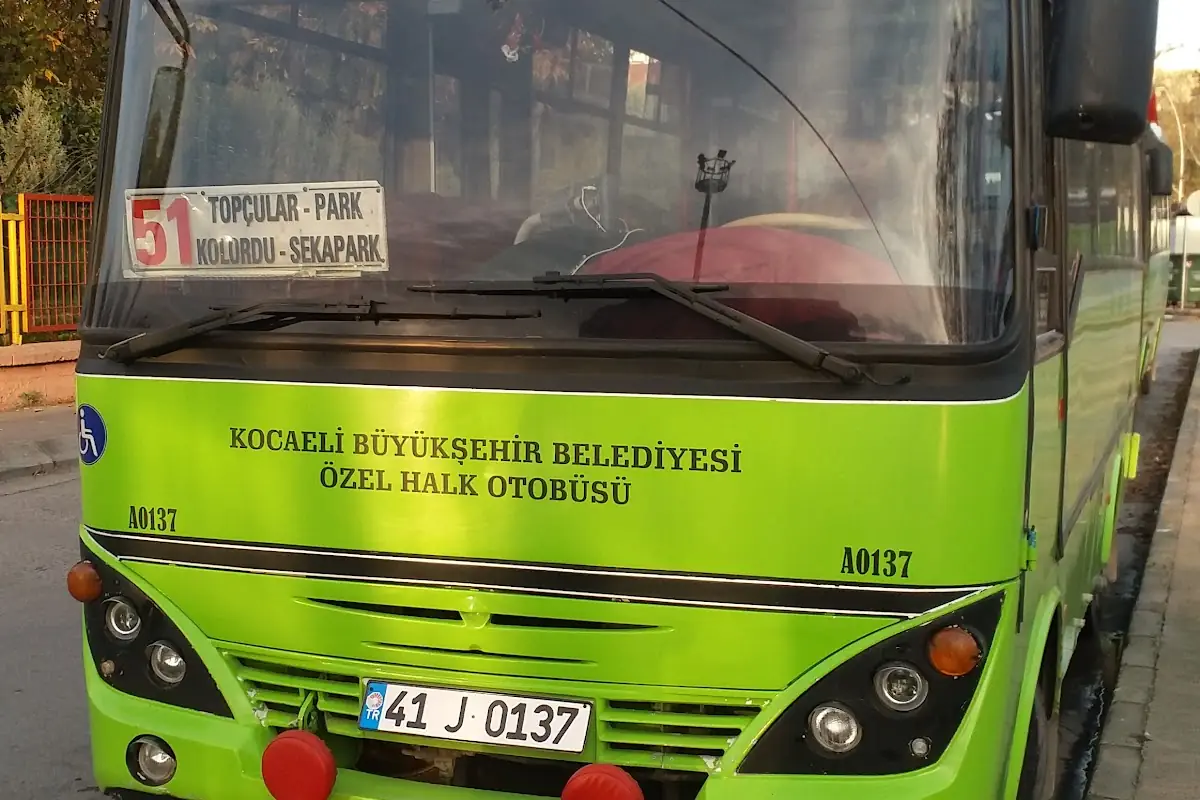 51
TOPÇULAR - PARK
KOLORDU - SEKAPARK
KOCAELİ BÜYÜKŞEHİR BELEDİYESİ
ÖZEL HALK OTOBÜSÜ
A0137
A0137
TR
41 J 0137